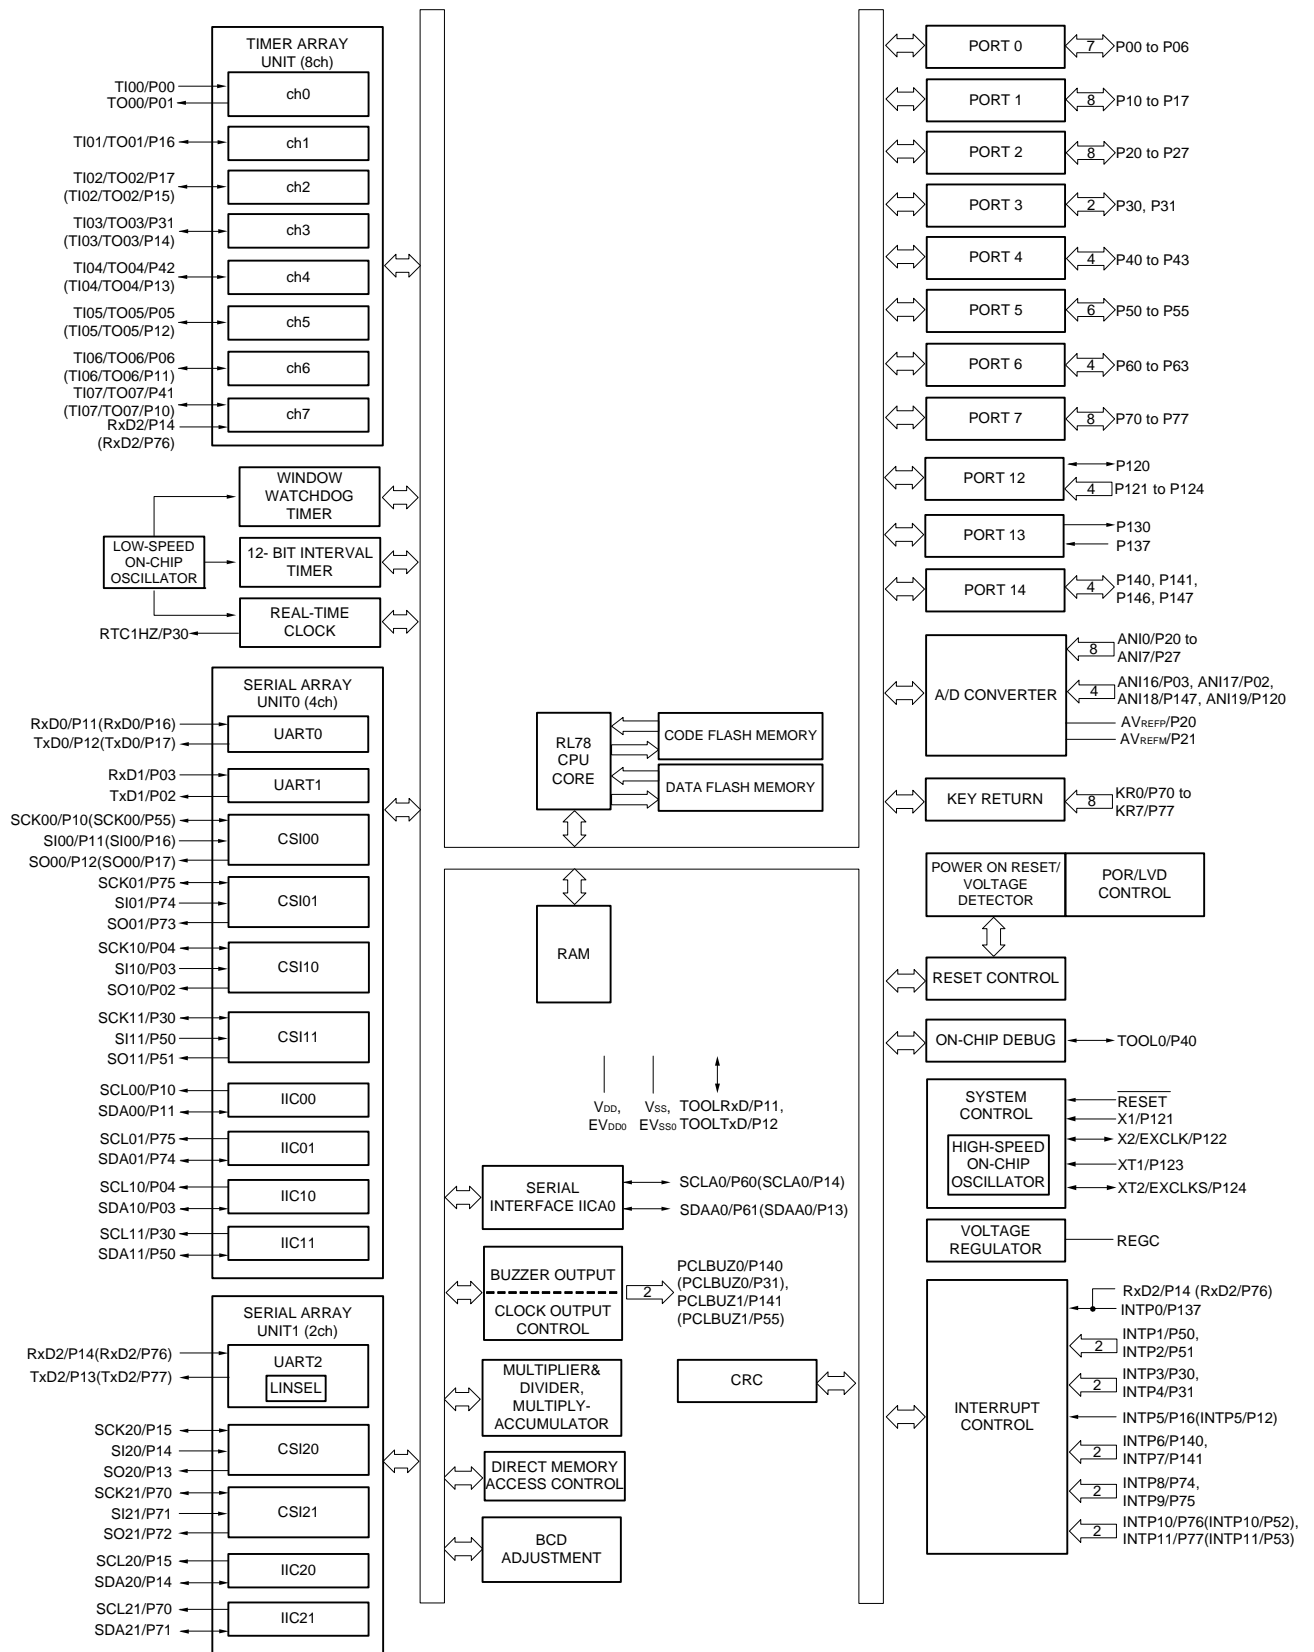 TIMER ARRAY
UNIT (8ch)
TI00/P00
TO00/P01
ch0
TI01/TO01/P16
ch1
TI02/TO02/P17
(TI02/TO02/P15)
ch2
TI03/TO03/P31
(TI03/TO03/P14)
ch3
TI04/TO04/P42
(TI04/TO04/P13)
ch4
TI05/TO05/P05
(TI05/TO05/P12)
ch5
TI06/TO06/P06
(TI06/TO06/P11)
ch6
TI07/TO07/P41
(TI07/TO07/P10)
RxD2/P14
(RxD2/P76)
ch7
WINDOW
WATCHDOG
TIMER
LOW-SPEED
ON-CHIP
OSCILLATOR
12- BIT INTERVAL
TIMER
REAL-TIME
CLOCK
RTC1HZ/P30
SERIAL ARRAY
UNIT0 (4ch)
RxD0/P11(RxD0/P16)
TxD0/P12(TxD0/P17)
UART0
RxD1/P03
TxD1/P02
UART1
SCK00/P10(SCK00/P55)
SI00/P11(SI00/P16)
SO00/P12(SO00/P17)
CSI00
SCK01/P75
SI01/P74
SO01/P73
CSI01
SCK10/P04
SI10/P03
SO10/P02
CSI10
SCK11/P30
SI11/P50
SO11/P51
CSI11
SCL00/P10
SDA00/P11
IIC00
SCL01/P75
SDA01/P74
IIC01
SCL10/P04
SDA10/P03
IIC10
SCL11/P30
SDA11/P50
IIC11
SERIAL ARRAY
UNIT1 (2ch)
RxD2/P14(RxD2/P76)
TxD2/P13(TxD2/P77)
UART2
LINSEL
SCK20/P15
SI20/P14
SO20/P13
CSI20
SCK21/P70
SI21/P71
SO21/P72
CSI21
SCL20/P15
SDA20/P14
IIC20
SCL21/P70
SDA21/P71
IIC21
RL78
CPU
CORE
CODE FLASH MEMORY
DATA FLASH MEMORY
RAM
VDD,
EVDD0
VSS,
EVSS0
TOOLRxD/P11,
TOOLTxD/P12
SERIAL
INTERFACE IICA0
SCLA0/P60(SCLA0/P14)
SDAA0/P61(SDAA0/P13)
BUZZER OUTPUT
CLOCK OUTPUT
CONTROL
2
PCLBUZ0/P140
(PCLBUZ0/P31),
PCLBUZ1/P141
(PCLBUZ1/P55)
MULTIPLIER&
DIVIDER,
MULTIPLY-
ACCUMULATOR
CRC
DIRECT MEMORY
ACCESS CONTROL
BCD
ADJUSTMENT
PORT 0
7
P00 to P06
PORT 1
8
P10 to P17
PORT 2
8
P20 to P27
PORT 3
2
P30, P31
PORT 4
4
P40 to P43
PORT 5
6
P50 to P55
PORT 6
4
P60 to P63
PORT 7
8
P70 to P77
PORT 12
P120
4
P121 to P124
PORT 13
P130
P137
PORT 14
4
P140, P141,
P146, P147
A/D CONVERTER
8
ANI0/P20 to
ANI7/P27
4
ANI16/P03, ANI17/P02,
ANI18/P147, ANI19/P120
AVREFP/P20
AVREFM/P21
KEY RETURN
8
KR0/P70 to
KR7/P77
POWER ON RESET/
VOLTAGE
DETECTOR
POR/LVD
CONTROL
RESET CONTROL
ON-CHIP DEBUG
TOOL0/P40
SYSTEM
CONTROL
HIGH-SPEED
ON-CHIP
OSCILLATOR
RESET
X1/P121
X2/EXCLK/P122
XT1/P123
XT2/EXCLKS/P124
VOLTAGE
REGULATOR
REGC
INTERRUPT
CONTROL
RxD2/P14 (RxD2/P76)
INTP0/P137
2
INTP1/P50,
INTP2/P51
2
INTP3/P30,
INTP4/P31
INTP5/P16(INTP5/P12)
2
INTP6/P140,
INTP7/P141
2
INTP8/P74,
INTP9/P75
2
INTP10/P76(INTP10/P52),
INTP11/P77(INTP11/P53)